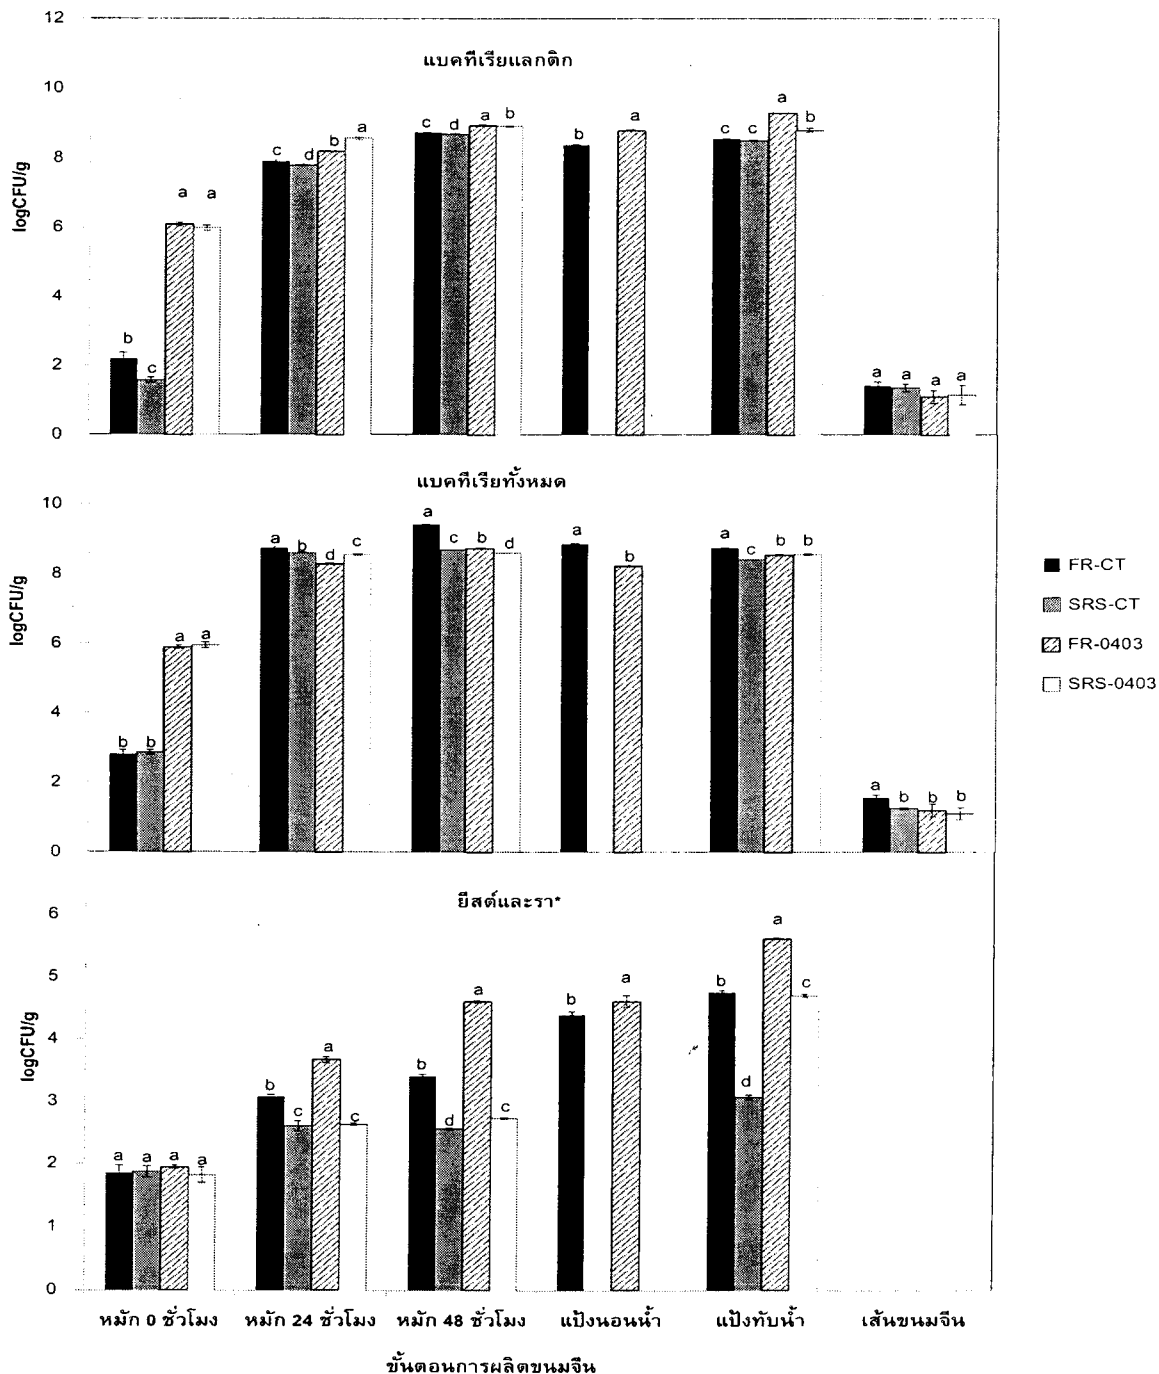 แบคทีเรียแลกติก
12
10
8
6
4
2
0
logCFU/g
b c a a
c d b a
c d a b
b a
c c a b
a a a a
แบคทีเรียทั้งหมด
10
8
6
4
2
0
logCFU/g
b b a a
a b d c
a c b d
a b
a c b b
a b b b
FR-CT
SRS-CT
FR-0403
SRS-0403
ยีสต์และรา*
6
5
4
3
2
1
0
logCFU/g
a a a a
b c a c
b d a c
b a
b d a c
หมัก 0 ชั่วโมง หมัก 24 ชั่วโมง หมัก 48 ชั่วโมง แป้งนอนน้ำ แป้งทับน้ำ เส้นขนมจีน
ขั้นตอนการผลิตขนมจีน